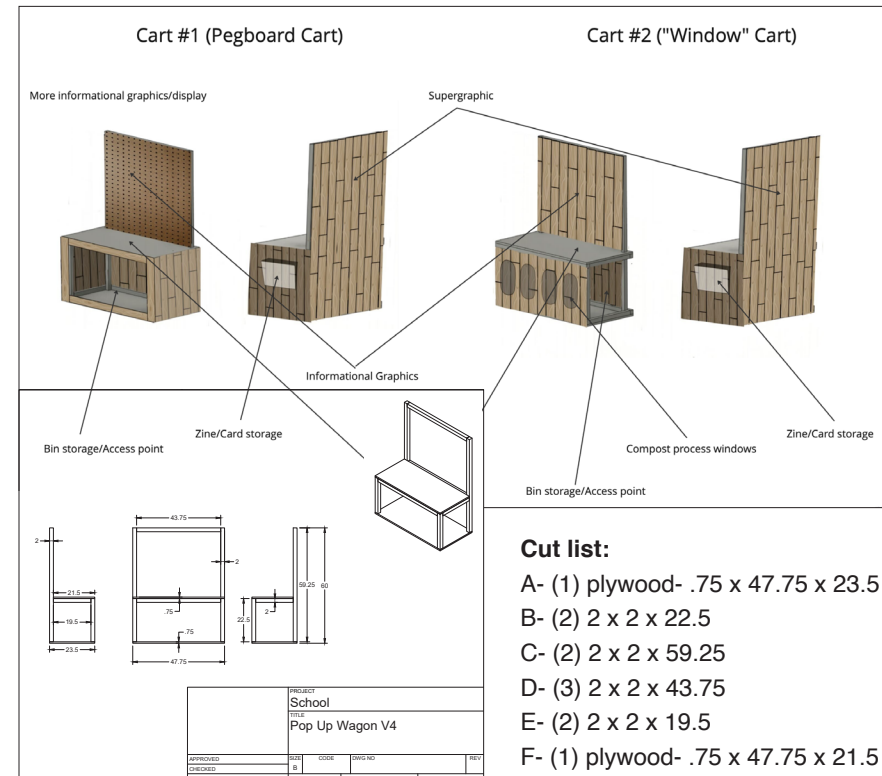 Cart #1 (Pegboard Cart)
Cart #2 ("Window" Cart)
More informational graphics/display
Supergraphic
Informational Graphics
Bin storage/Access point
Zine/Card storage
Compost process windows
Zine/Card storage
Bin storage/Access point
43.75
2
2
21.5
19.5
23.5
.75
.75
47.75
22.5
2
59.25
60
PROJECT
School
TITLE
Pop Up Wagon V4
APPROVED
SIZE
CODE
DWG NO
REV
CHECKED
B
Cut list:
A- (1) plywood- .75 x 47.75 x 23.5
B- (2) 2 x 2 x 22.5
C- (2) 2 x 2 x 59.25
D- (3) 2 x 2 x 43.75
E- (2) 2 x 2 x 19.5
F- (1) plywood- .75 x 47.75 x 21.5